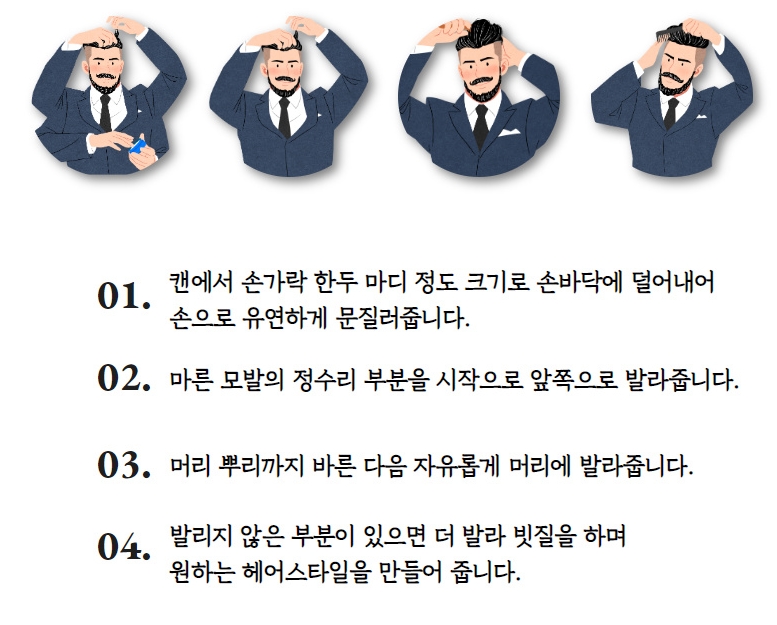 01. 캔에서 손가락 한두 마디 정도 크기로 손바닥에 덜어내어
손으로 유연하게 문질러줍니다.
02. 마른 모발의 정수리 부분을 시작으로 앞쪽으로 발라줍니다.
03. 머리 뿌리까지 바른 다음 자유롭게 머리에 발라줍니다.
04. 발리지 않은 부분이 있으면 더 발라 빗질을 하며
원하는 헤어스타일을 만들어 줍니다.